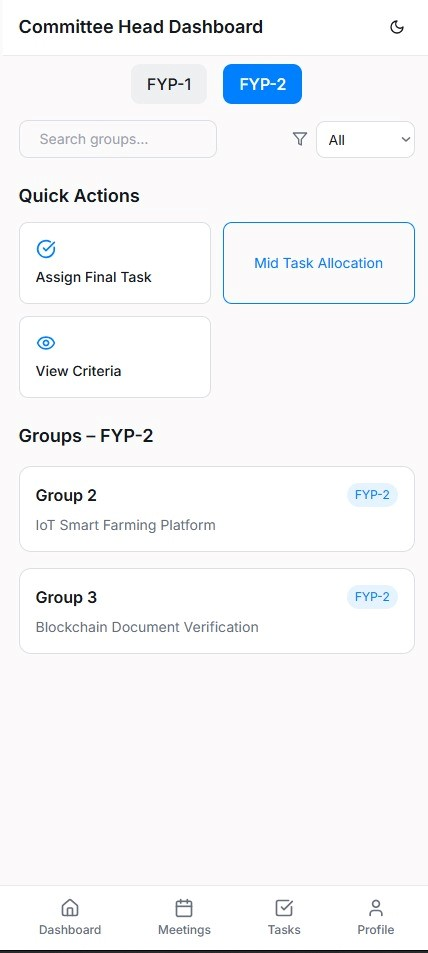 Committee Head Dashboard
FYP-1
FYP-2
Search groups...
All
Quick Actions
Assign Final Task
Mid Task Allocation
View Criteria
Groups – FYP-2
Group 2
FYP-2
IoT Smart Farming Platform
Group 3
FYP-2
Blockchain Document Verification
Dashboard
Meetings
Tasks
Profile